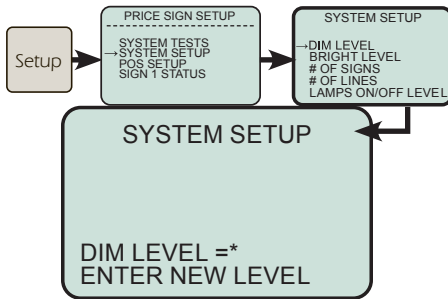 Setup
PRICE SIGN SETUP
SYSTEM TESTS
→SYSTEM SETUP
POS SETUP
SIGN 1 STATUS
SYSTEM SETUP
→DIM LEVEL
BRIGHT LEVEL
# OF SIGNS
# OF LINES
LAMPS ON/OFF LEVEL
SYSTEM SETUP
DIM LEVEL =*
ENTER NEW LEVEL